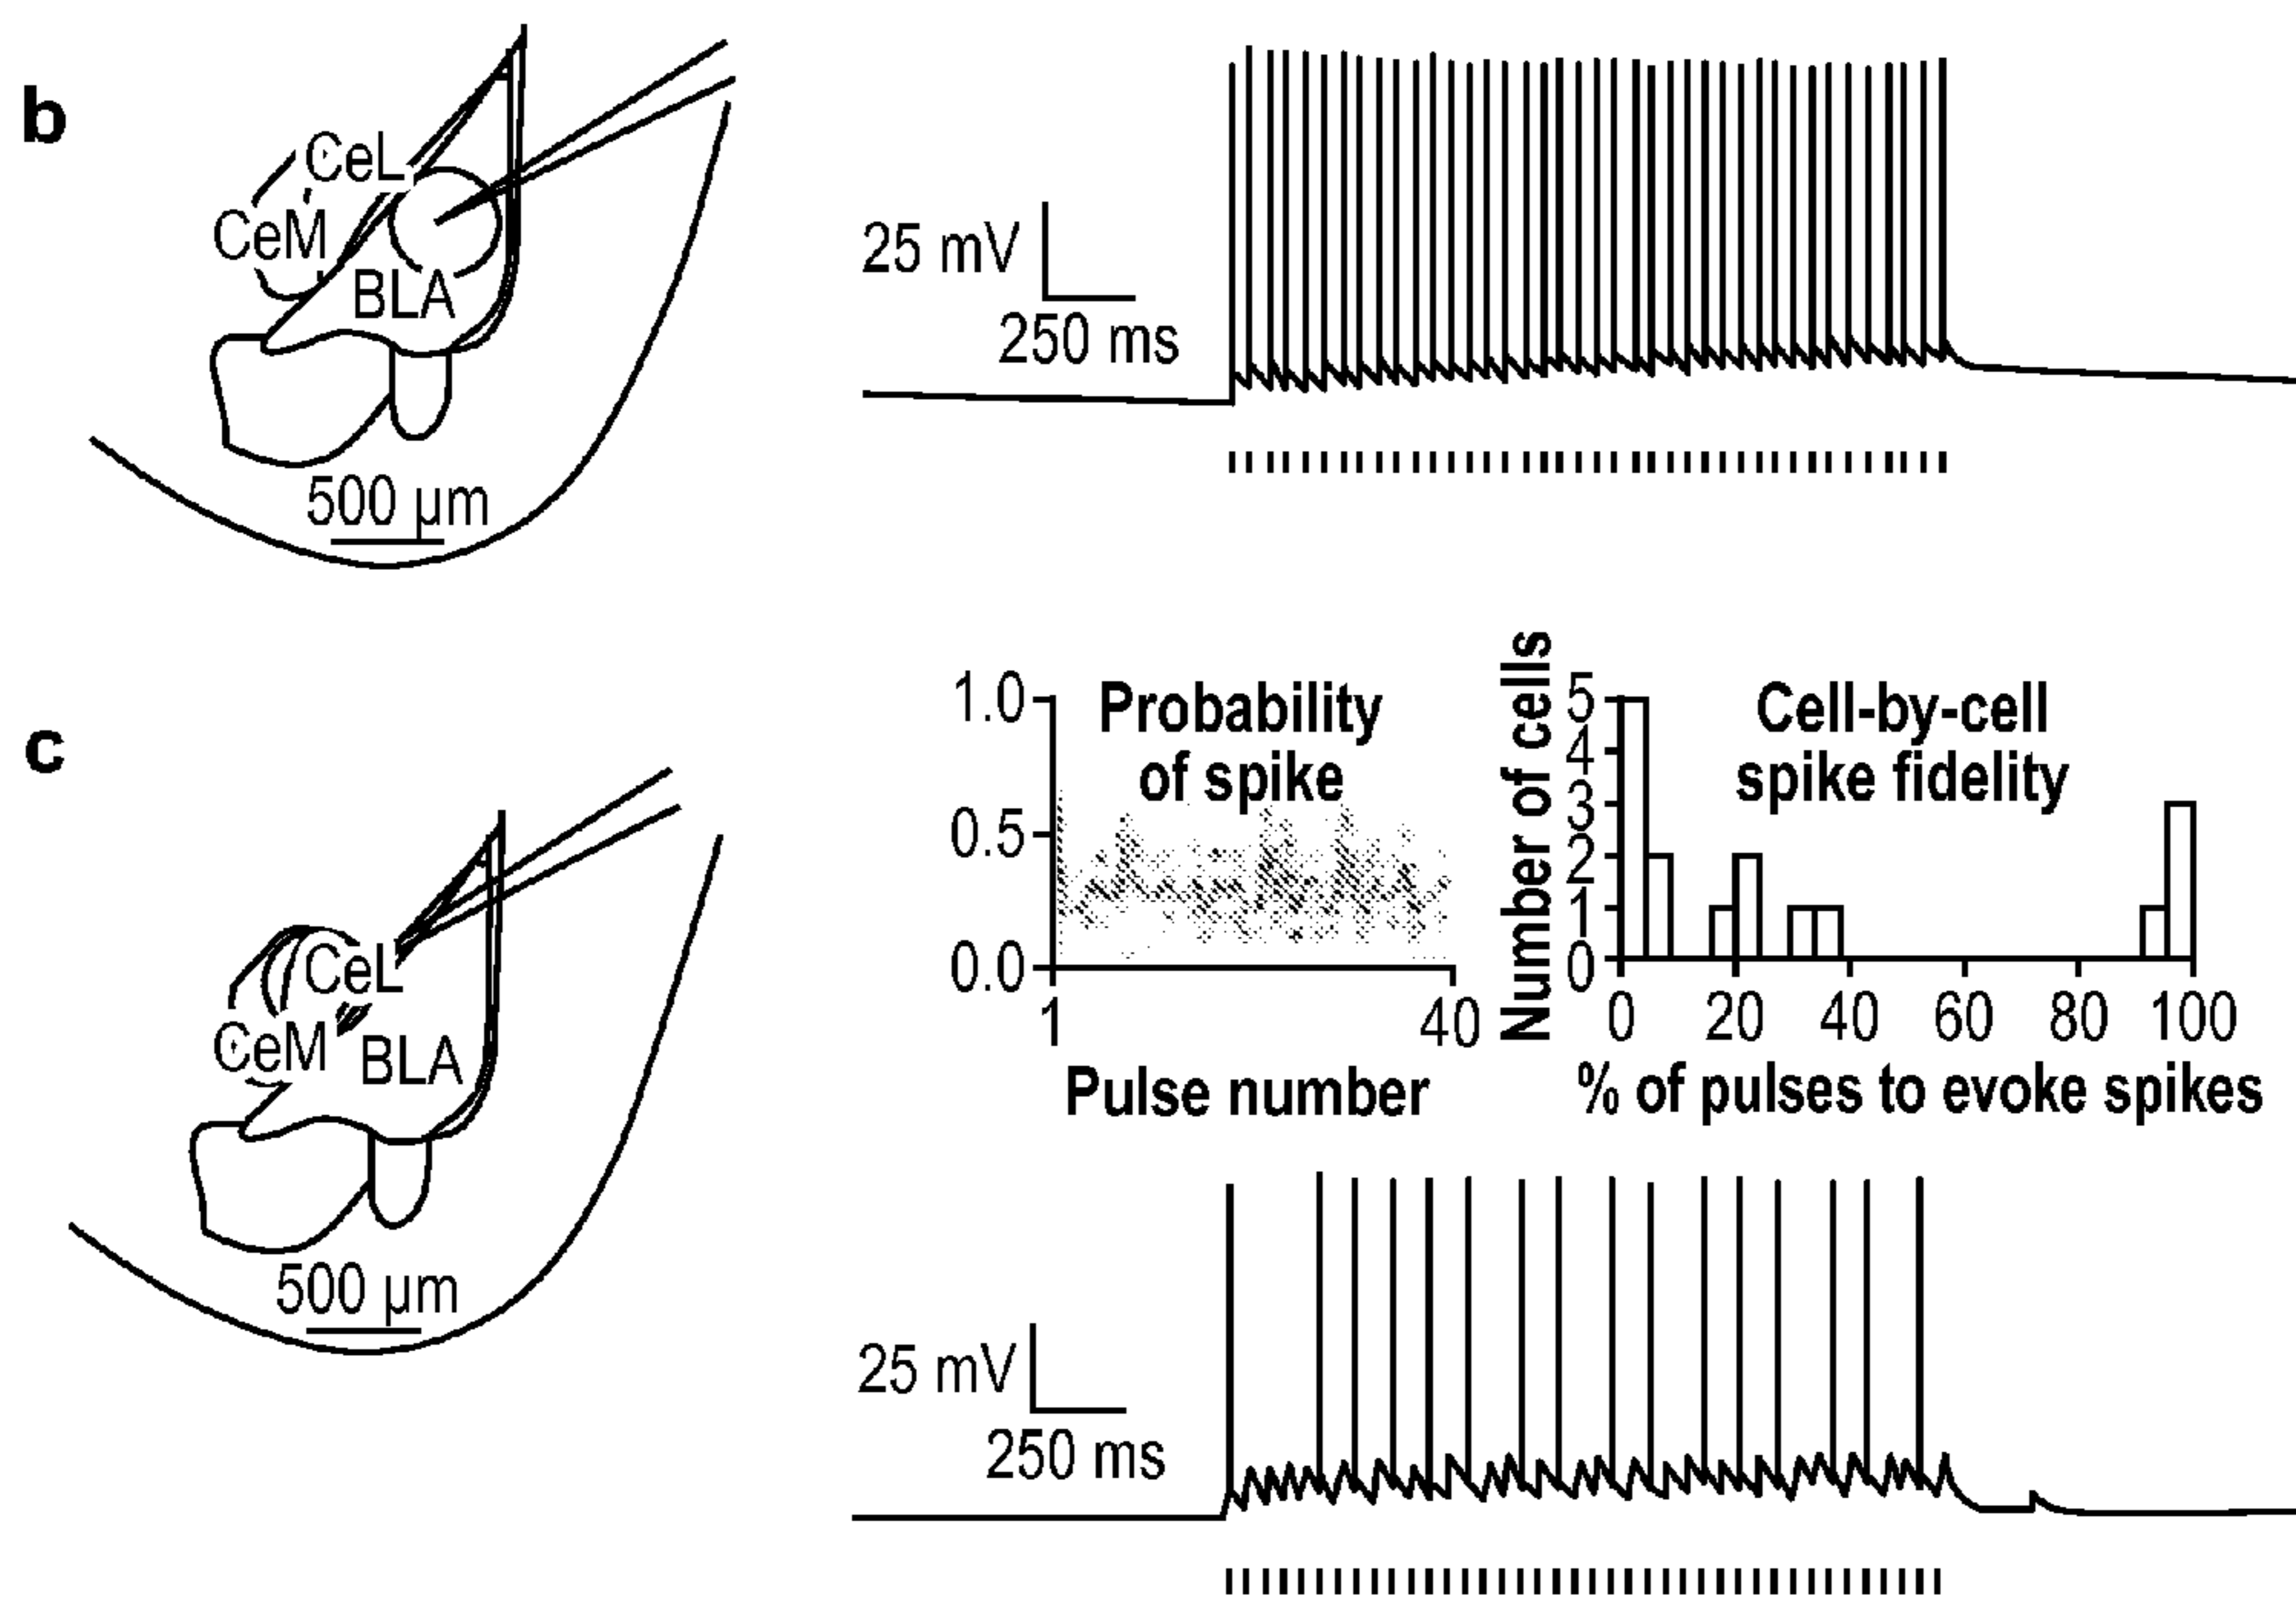 b
CeL
CeM
BLA
500 µm
25 mV
250 ms
c
CeL
CeM
BLA
500 µm
1.0
0.5
0.0
Probability
of spike
1
40
Pulse number
Number of cells
5
4
3
2
1
0
Cell-by-cell
spike fidelity
0
20
40
60
80
100
% of pulses to evoke spikes
25 mV
250 ms